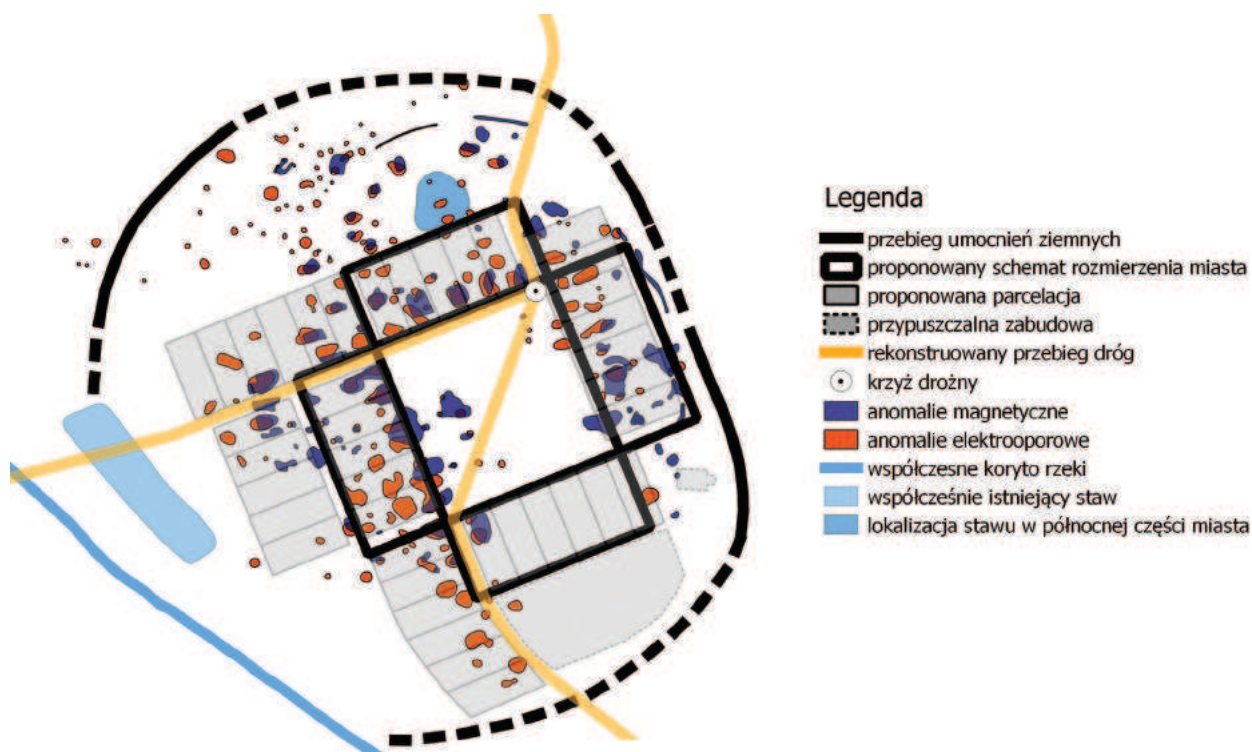 Legenda
przebieg umocnień ziemnych
proponowany schemat rozmierzenia miasta
proponowana parcelacja
przypuszczalna zabudowa
rekonstruowany przebieg dróg
krzyż drożny
anomalie magnetyczne
anomalie elektrooporowe
współczesne koryto rzeki
współcześnie istniejący staw
lokalizacja stawu w północnej części miasta